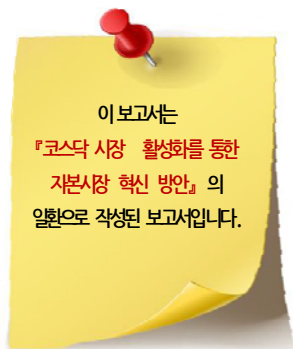 이 보고서는
『코스닥 시장 활성화를 통한
자본시장 혁신 방안』의
일환으로 작성된 보고서입니다.